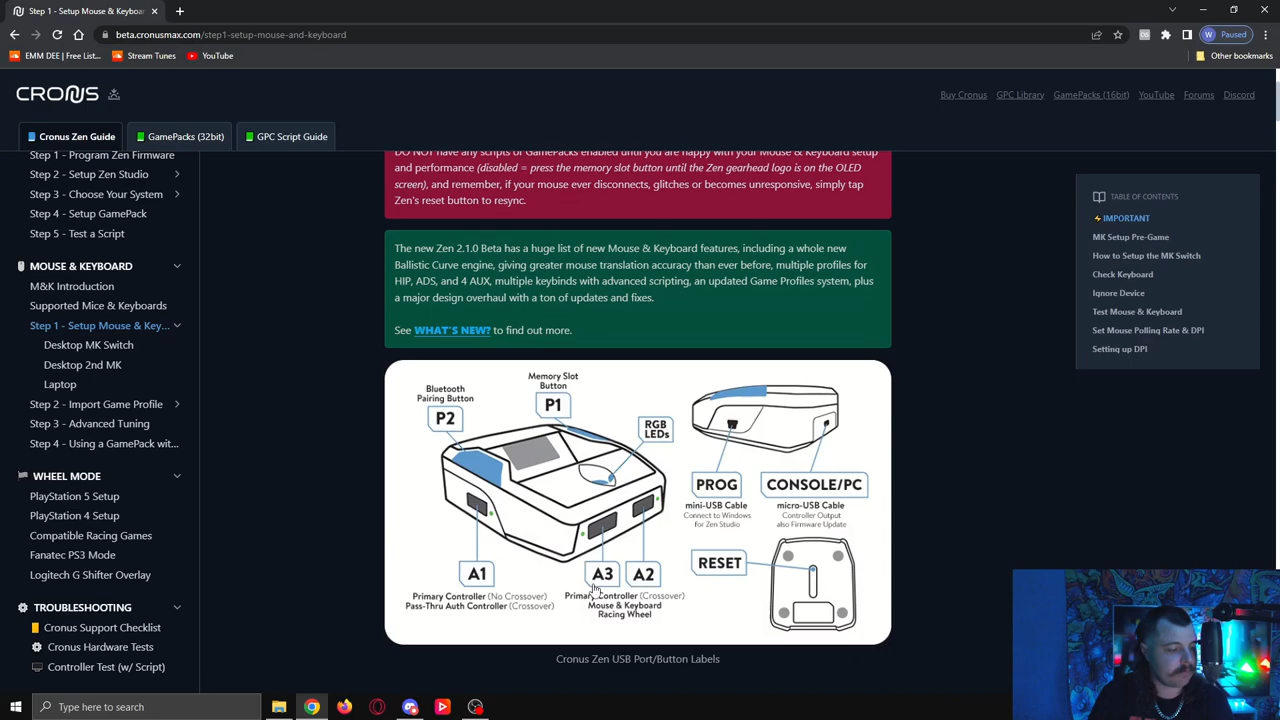 Step 1 - Setup Mouse & Keyboard
beta.cronusmax.com/step1-setup-mouse-and-keyboard
W
Paused
EMM DEE | Free List...
Stream Tunes
YouTube
Other bookmarks
CRONUS
Buy Cronus
GPC Library
GamePacks (16bit)
YouTube
Forums
Discord
Cronus Zen Guide
GamePacks (32bit)
GPC Script Guide
Step 1 - Program Zen Firmware
Step 2 - Setup Zen Studio
Step 3 - Choose Your System
Step 4 - Setup GamePack
Step 5 - Test a Script
MOUSE & KEYBOARD
M&K Introduction
Supported Mice & Keyboards
Step 1 - Setup Mouse & Key...
Desktop MK Switch
Desktop 2nd MK
Laptop
Step 2 - Import Game Profile
Step 3 - Advanced Tuning
Step 4 - Using a GamePack wit...
WHEEL MODE
PlayStation 5 Setup
PlayStation 4 Setup
Compatible Racing Games
Fanatec PS3 Mode
Logitech G Shifter Overlay
TROUBLESHOOTING
Cronus Support Checklist
Cronus Hardware Tests
Controller Test (w/ Script)
DO NOT have any scripts or GamePacks enabled until you are happy with your Mouse & Keyboard setup
and performance (disabled = press the memory slot button until the Zen gearhead logo is on the OLED
screen), and remember, if your mouse ever disconnects, glitches or becomes unresponsive, simply tap
Zen's reset button to resync.
The new Zen 2.1.0 Beta has a huge list of new Mouse & Keyboard features, including a whole new
Ballistic Curve engine, giving greater mouse translation accuracy than ever before, multiple profiles for
HIP, ADS, and 4 AUX, multiple keybinds with advanced scripting, an updated Game Profiles system, plus
a major design overhaul with a ton of updates and fixes.
See WHAT'S NEW? to find out more.
Bluetooth
Pairing Button
P2
Memory Slot
Button
P1
RGB
LEDs
A1
Primary Controller (No Crossover)
Pass-Thru Auth Controller (Crossover)
A3
A2
Primary Controller (Crossover)
Mouse & Keyboard
Racing Wheel
PROG
mini-USB Cable
Connect to Windows
for Zen Studio
CONSOLE/PC
micro-USB Cable
Controller Output
also Firmware Update
RESET
Cronus Zen USB Port/Button Labels
TABLE OF CONTENTS
IMPORTANT
MK Setup Pre-Game
How to Setup the MK Switch
Check Keyboard
Ignore Device
Test Mouse & Keyboard
Set Mouse Polling Rate & DPI
Setting up DPI
Type here to search